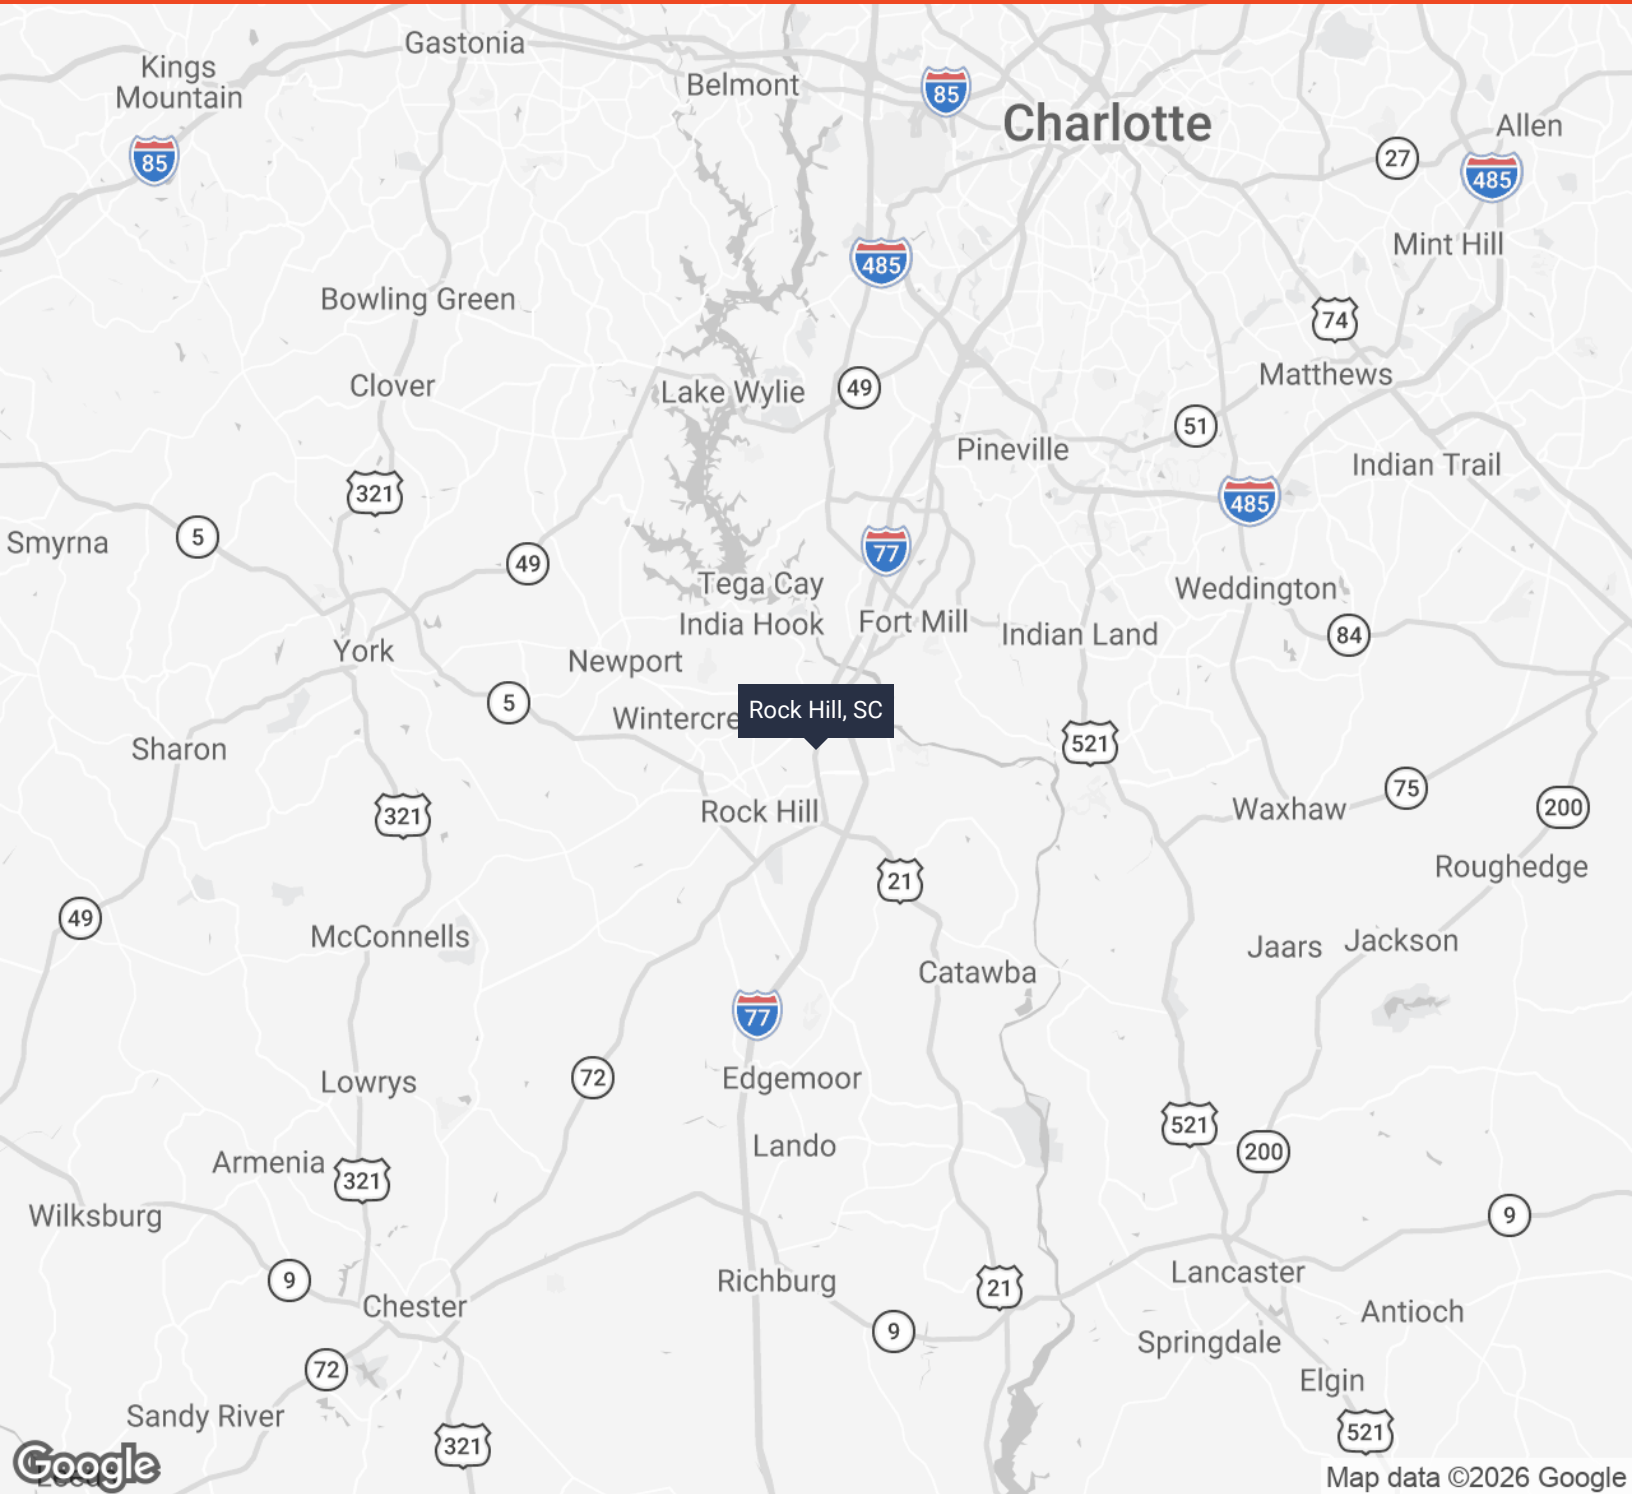 Gastonia
Kings
Mountain
Belmont
85
Charlotte
Allen
27
85
485
Mint Hill
485
Bowling Green
74
Clover
Lake Wylie
49
Matthews
51
Pineville
Indian Trail
321
485
5
Smyrna
77
49
Tega Cay
Weddington
India Hook
Fort Mill
Indian Land
84
York
Newport
5
Wintercre
Rock Hill, SC
Sharon
521
75
321
Rock Hill
Waxhaw
200
Roughedge
21
49
McConnells
Jaars
Jackson
Catawba
77
Lowrys
72
Edgemoor
521
Lando
200
Armenia
321
Wilksburg
9
9
Richburg
21
Lancaster
Chester
Antioch
9
Springdale
72
Elgin
Sandy River
321
521
Google
Map data ©2026 Google